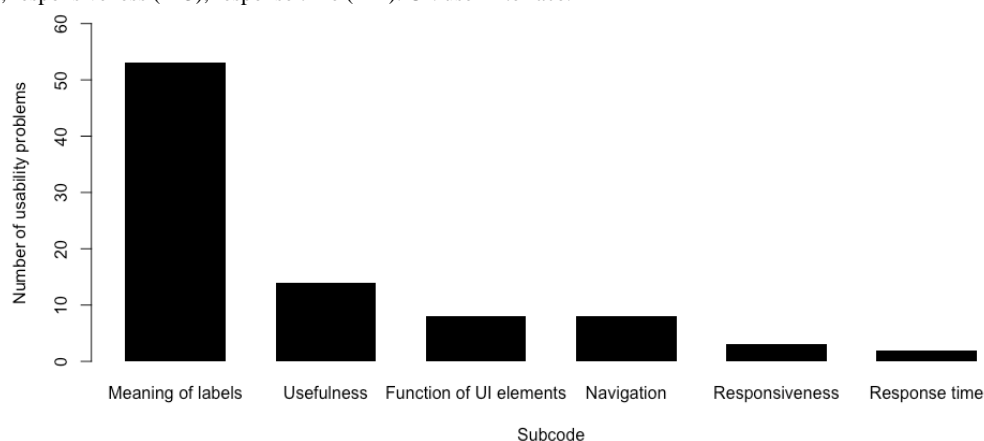 60
50
40
30
20
10
0
Number of usability problems
Meaning of labels Usefulness Function of UI elements Navigation Responsiveness Response time
Subcode